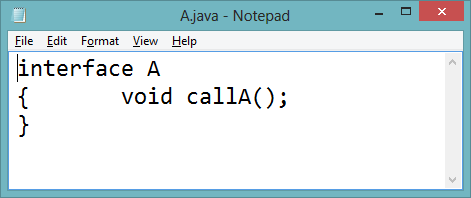 A.java - Notepad
File Edit Format View Help
interface A
{       void callA();
}